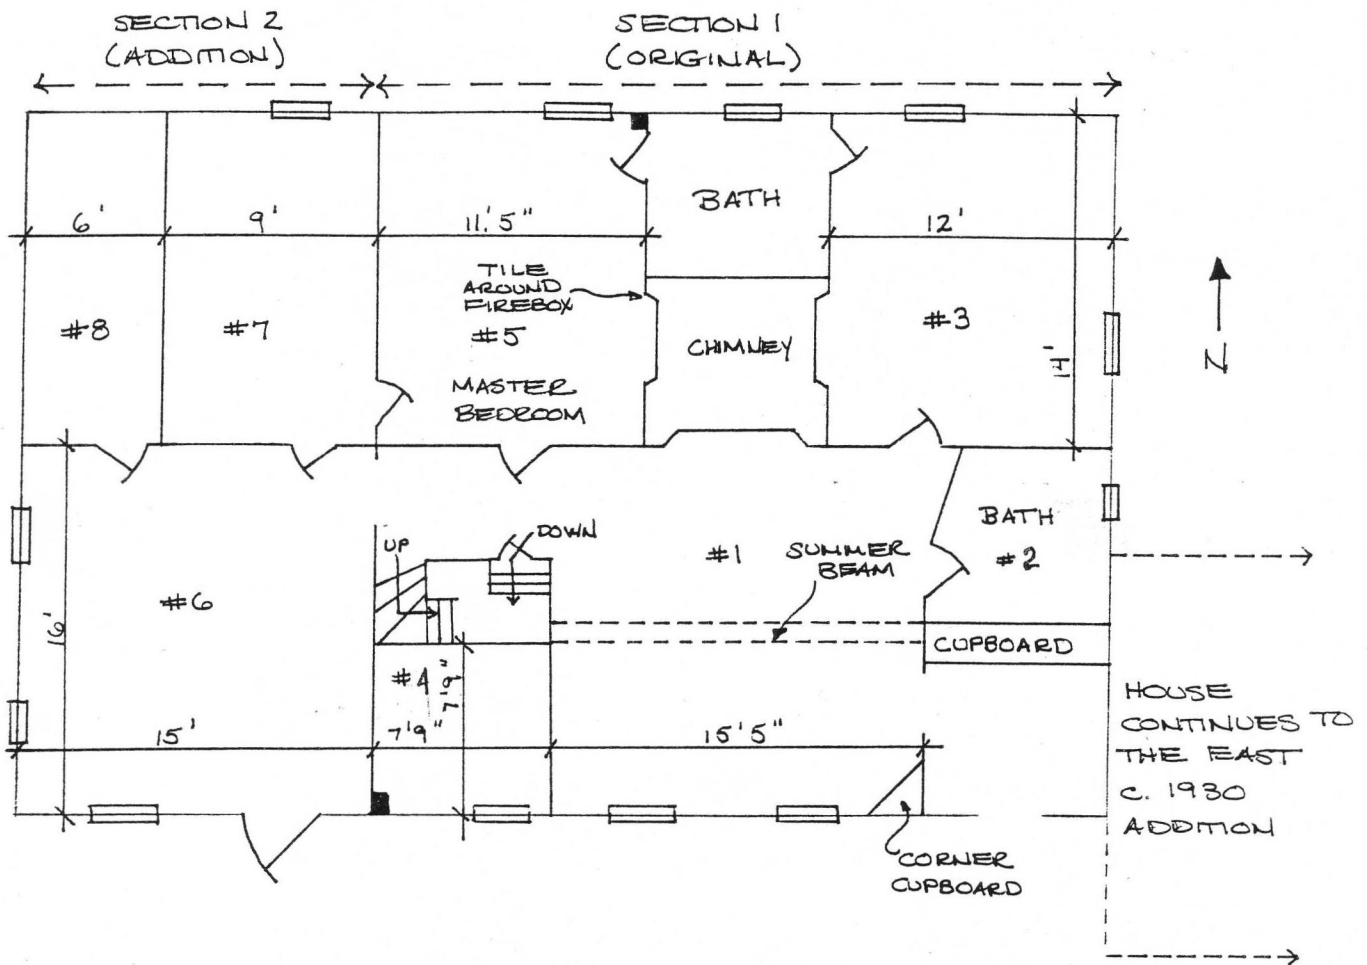 SECTION 2
(ADDITION)
SECTION 1
(ORIGINAL)
BATH
6'
9'
11'. 5"
12'
TILE
AROUND
FIREBOX
#8
#7
#5
#3
CHIMNEY
14'
N
MASTER
BEDROOM
UP
DOWN
#1
SUMMER
BEAM
BATH
#2
#6
16'
CUPBOARD
#4
7'9"
7'9"
15'
15'5"
HOUSE
CONTINUES TO
THE EAST
C. 1930
ADDITION
CORNER
CUPBOARD